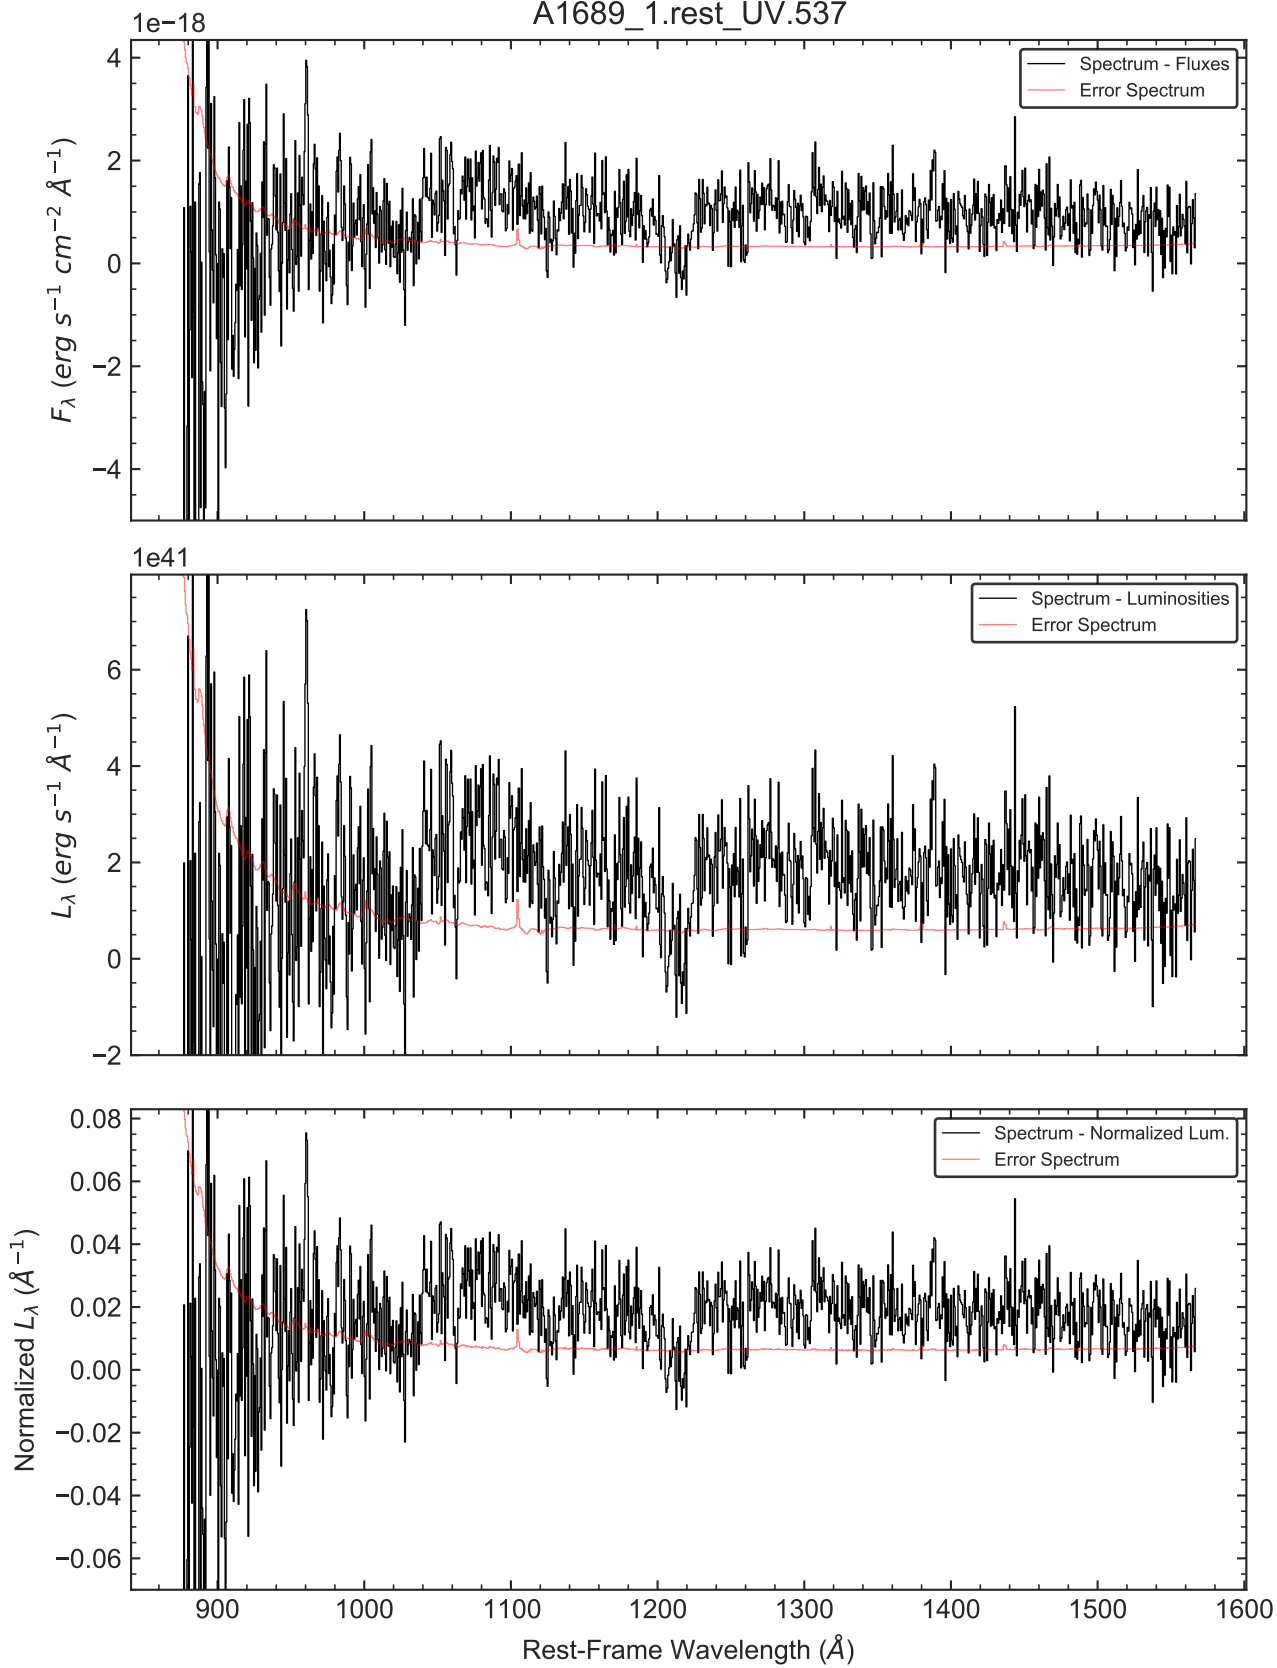 A1689_1.rest_UV.537
1e−18
Spectrum - Fluxes
Error Spectrum
4
2
0
−2
−4
F_λ (erg s⁻¹ cm⁻² Å⁻¹)
1e41
Spectrum - Luminosities
Error Spectrum
6
4
2
0
−2
L_λ (erg s⁻¹ Å⁻¹)
Spectrum - Normalized Lum.
Error Spectrum
0.08
0.06
0.04
0.02
0.00
−0.02
−0.04
−0.06
Normalized L_λ (Å⁻¹)
900 1000 1100 1200 1300 1400 1500 1600
Rest-Frame Wavelength (Å)